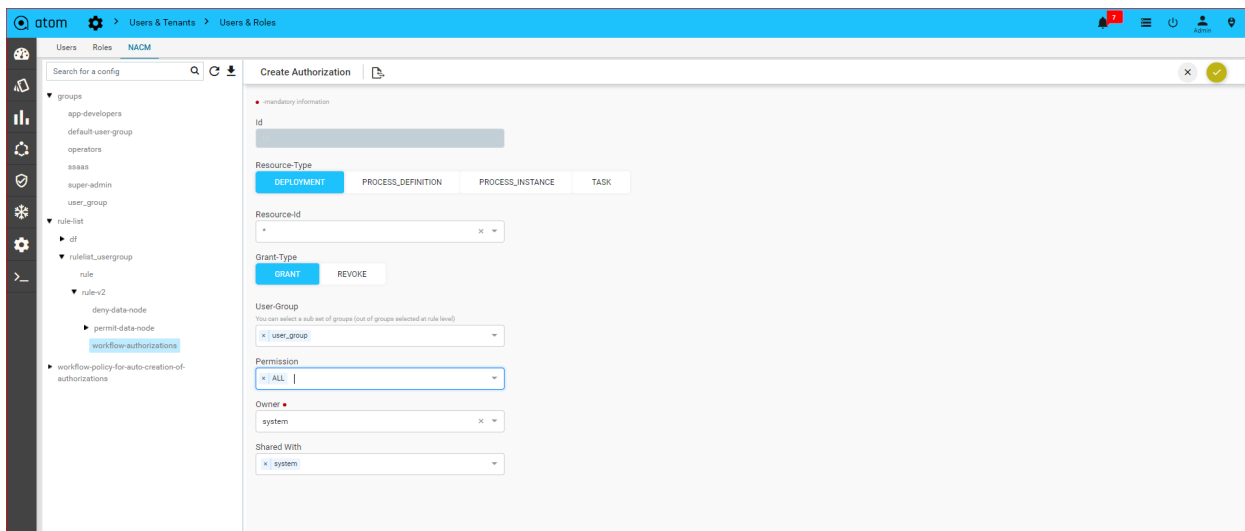 atom > Users & Tenants > Users & Roles 7 Admin
Users Roles NACM
Search for a config
Create Authorization
groups
app-developers
default-user-group
operators
ssaas
super-admin
user_group
rule-list
df
rulelist_usergroup
rule
rule-v2
deny-data-node
permit-data-node
workflow-authorizations
workflow-policy-for-auto-creation-of-
authorizations
-mandatory information
Id
Resource-Type
DEPLOYMENT PROCESS_DEFINITION PROCESS_INSTANCE TASK
Resource-Id
*
Grant-Type
GRANT REVOKE
User-Group
You can select a sub set of groups (out of groups selected at rule level)
× user_group
Permission
× ALL
Owner
system
Shared With
× system